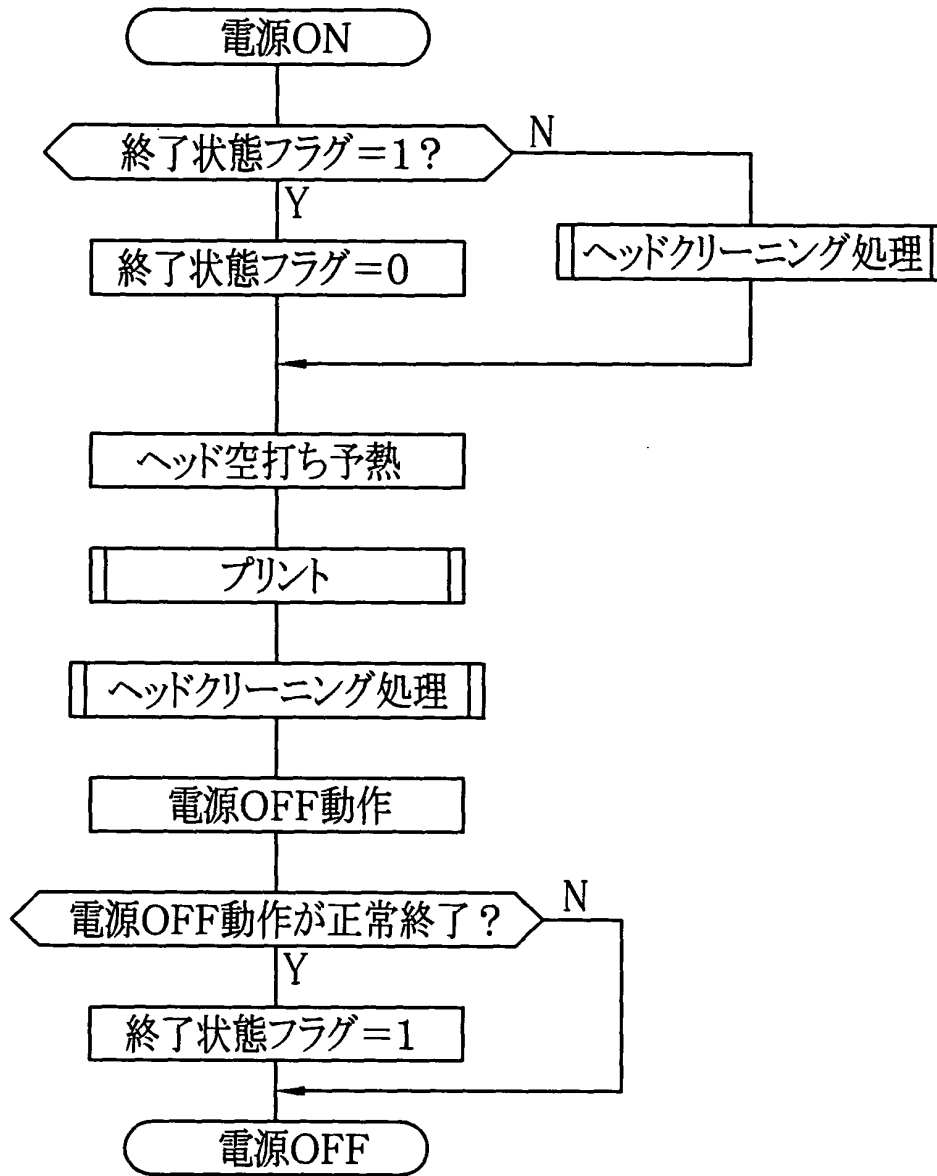 電源ON
終了状態フラグ=1?
N
Y
終了状態フラグ=0
ヘッドクリーニング処理
ヘッド空打ち予熱
プリント
ヘッドクリーニング処理
電源OFF動作
電源OFF動作が正常終了?
N
Y
終了状態フラグ=1
電源OFF